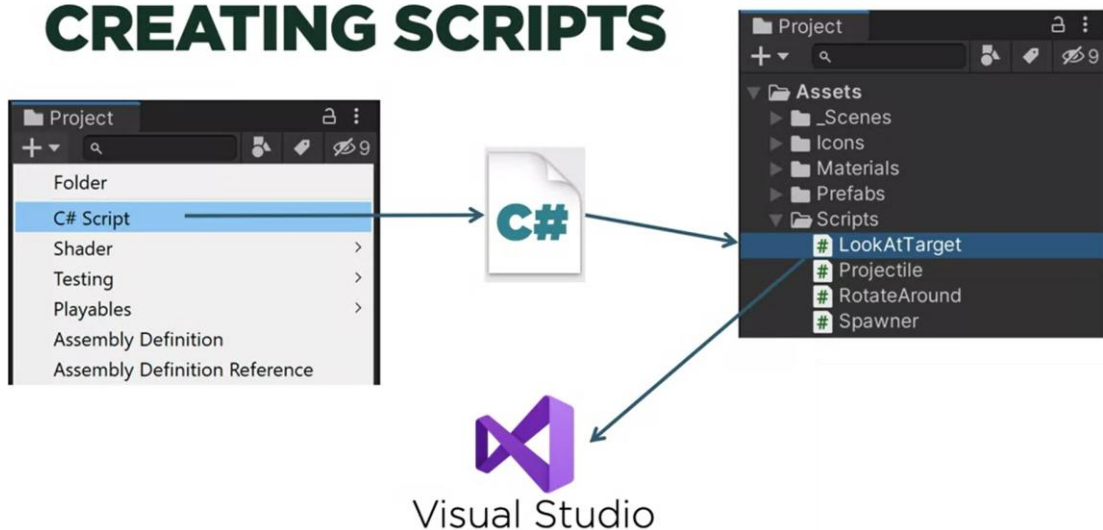 CREATING SCRIPTS
Project
9
Folder
C# Script
Shader
Testing
Playables
Assembly Definition
Assembly Definition Reference
C#
Project
9
Assets
_Scenes
Icons
Materials
Prefabs
Scripts
# LookAtTarget
# Projectile
# RotateAround
# Spawner
Visual Studio